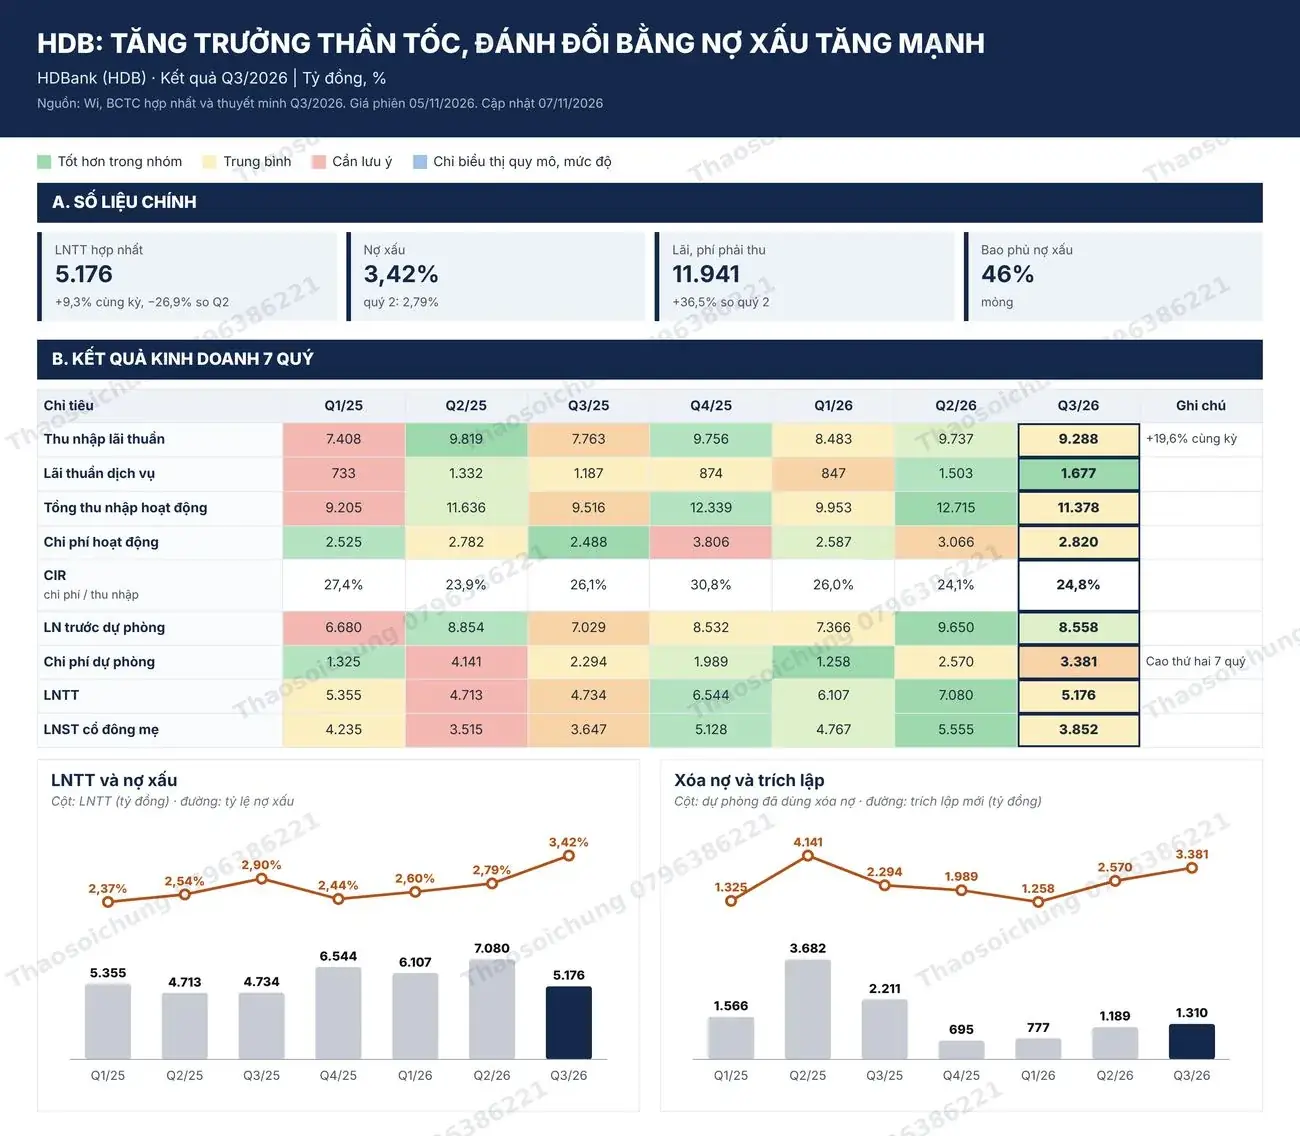 HDB: TĂNG TRƯỞNG THẦN TỐC, ĐÁNH ĐỔI BẰNG NỢ XẤU TĂNG MẠNH
HDBank (HDB) · Kết quả Q3/2026 | Tỷ đồng, %
Nguồn: Wi, BCTC hợp nhất và thuyết minh Q3/2026. Giá phiên 05/11/2026. Cập nhật 07/11/2026
Tốt hơn trong nhóm Trung bình Cần lưu ý Chỉ biểu thị quy mô, mức độ
A. SỐ LIỆU CHÍNH
LNTT hợp nhất
5.176
+9,3% cùng kỳ, −26,9% so Q2
Nợ xấu
3,42%
quý 2: 2,79%
Lãi, phí phải thu
11.941
+36,5% so quý 2
Bao phủ nợ xấu
46%
mỏng
B. KẾT QUẢ KINH DOANH 7 QUÝ
Chỉ tiêu Q1/25 Q2/25 Q3/25 Q4/25 Q1/26 Q2/26 Q3/26 Ghi chú
Thu nhập lãi thuần 7.408 9.819 7.763 9.756 8.483 9.737 9.288 +19,6% cùng kỳ
Lãi thuần dịch vụ 733 1.332 1.187 874 847 1.503 1.677
Tổng thu nhập hoạt động 9.205 11.636 9.516 12.339 9.953 12.715 11.378
Chi phí hoạt động 2.525 2.782 2.488 3.806 2.587 3.066 2.820
CIR 27,4% 23,9% 26,1% 30,8% 26,0% 24,1% 24,8%
chi phí / thu nhập
LN trước dự phòng 6.680 8.854 7.029 8.532 7.366 9.650 8.558
Chi phí dự phòng 1.325 4.141 2.294 1.989 1.258 2.570 3.381 Cao thứ hai 7 quý
LNTT 5.355 4.713 4.734 6.544 6.107 7.080 5.176
LNST cổ đông mẹ 4.235 3.515 3.647 5.128 4.767 5.555 3.852
LNTT và nợ xấu
Cột: LNTT (tỷ đồng) · đường: tỷ lệ nợ xấu
2,37% 2,54% 2,90% 2,44% 2,60% 2,79% 3,42%
5.355 4.713 4.734 6.544 6.107 7.080 5.176
Q1/25 Q2/25 Q3/25 Q4/25 Q1/26 Q2/26 Q3/26
Xóa nợ và trích lập
Cột: dự phòng đã dùng xóa nợ · đường: trích lập mới (tỷ đồng)
1.325 4.141 2.294 1.989 1.258 2.570 3.381
1.566 3.682 2.211 695 777 1.189 1.310
Q1/25 Q2/25 Q3/25 Q4/25 Q1/26 Q2/26 Q3/26
Thaosoichung 0796386221